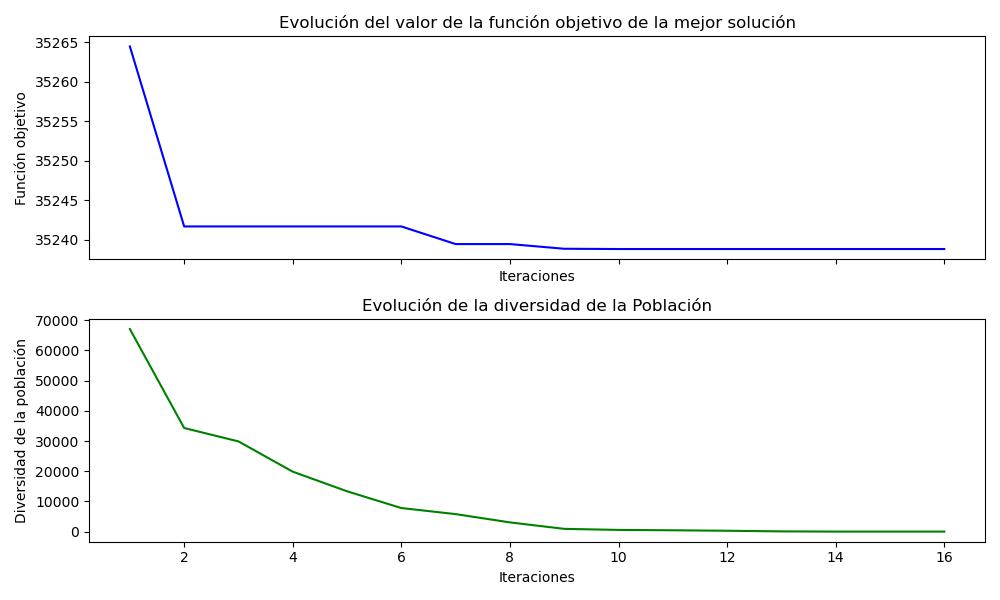 Evolución del valor de la función objetivo de la mejor solución
35265
35260
35255
35250
35245
35240
Función objetivo
Iteraciones
Evolución de la diversidad de la Población
70000
60000
50000
40000
30000
20000
10000
0
Diversidad de la población
2 4 6 8 10 12 14 16
Iteraciones